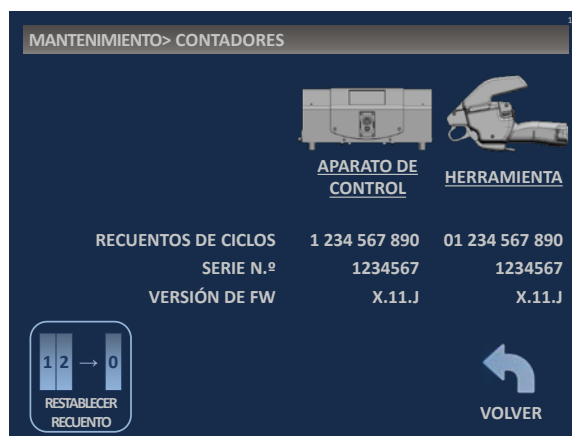 1
MANTENIMIENTO> CONTADORES
APARATO DE
CONTROL
HERRAMIENTA
RECUENTOS DE CICLOS 1 234 567 890 01 234 567 890
SERIE N.º 1234567 1234567
VERSIÓN DE FW X.11.J X.11.J
1 2 → 0
RESTABLECER
RECUENTO
VOLVER